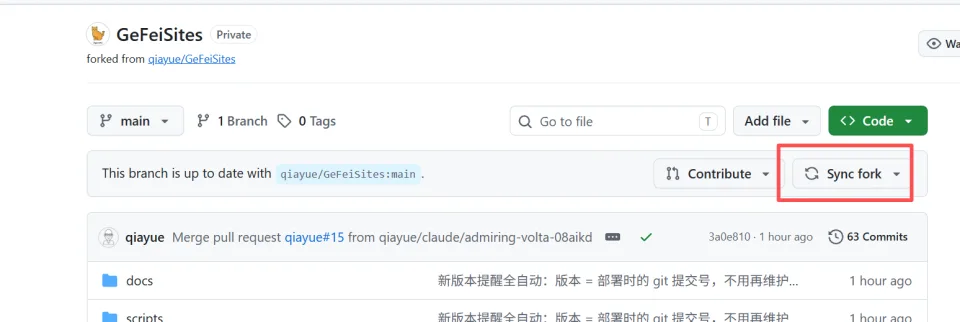 GeFeiSites Private
forked from qiayue/GeFeiSites
main 1 Branch 0 Tags Go to file T Add file Code
This branch is up to date with qiayue/GeFeiSites:main. Contribute Sync fork
qiayue Merge pull request qiayue#15 from qiayue/claude/admiring-volta-08aikd 3a0e810 · 1 hour ago 63 Commits
docs 新版本提醒全自动：版本 = 部署时的 git 提交号，不用再维护... 1 hour ago
scripts 新版本提醒全自动：版本 = 部署时的 git 提交号，不用再维护... 1 hour ago